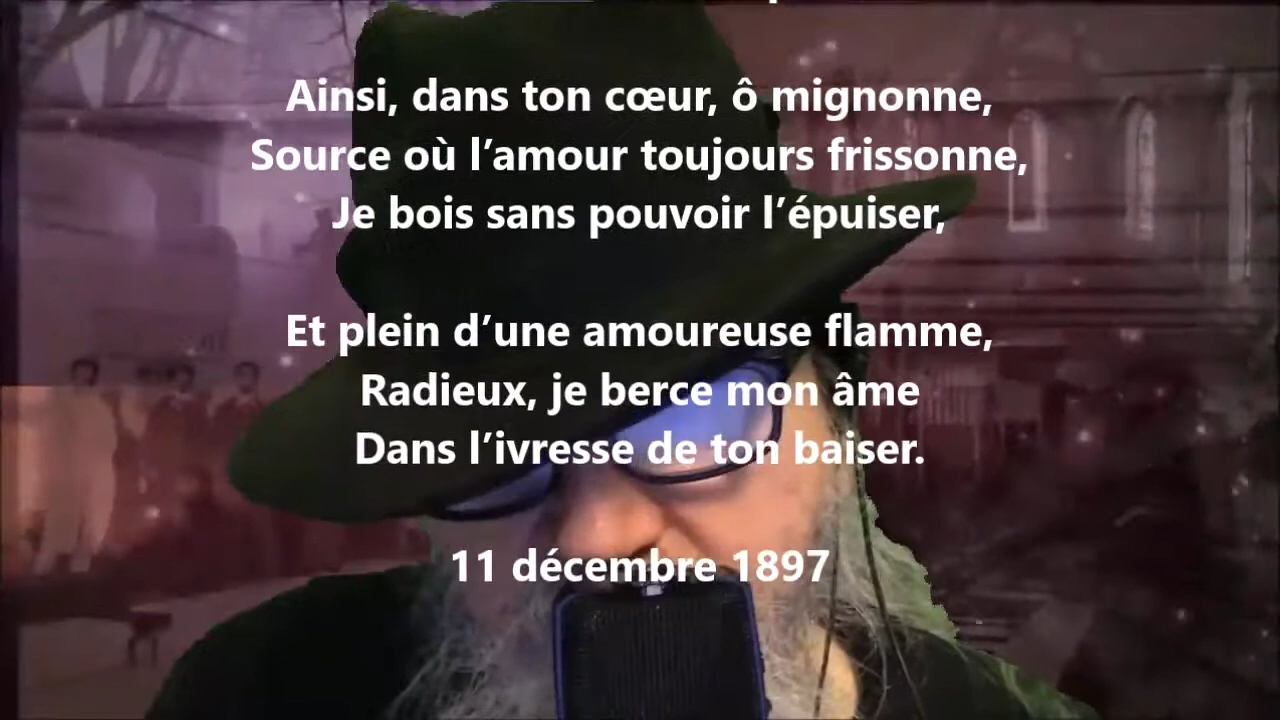 Ainsi, dans ton cœur, ô mignonne,
Source où l’amour toujours frissonne,
Je bois sans pouvoir l’épuiser,
Et plein d’une amoureuse flamme,
Radieux, je berce mon âme
Dans l’ivresse de ton baiser.
11 décembre 1897